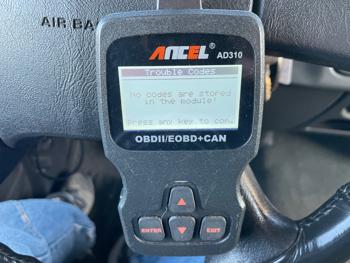 AIR BA
ANCEL®
AD310
Trouble Codes
No codes are stored
in the module!
Press any key to con.
OBDII/EOBD+CAN
ENTER
EXIT